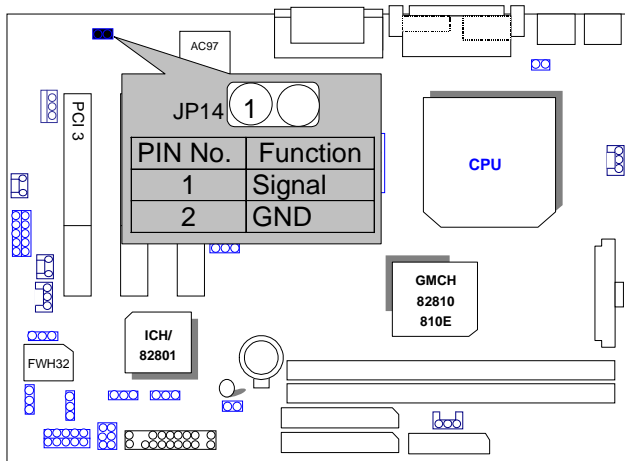 AC97
PCI 3
JP14 1
PIN No. Function
1 Signal
2 GND
CPU
GMCH
82810
810E
ICH/
82801
FWH32